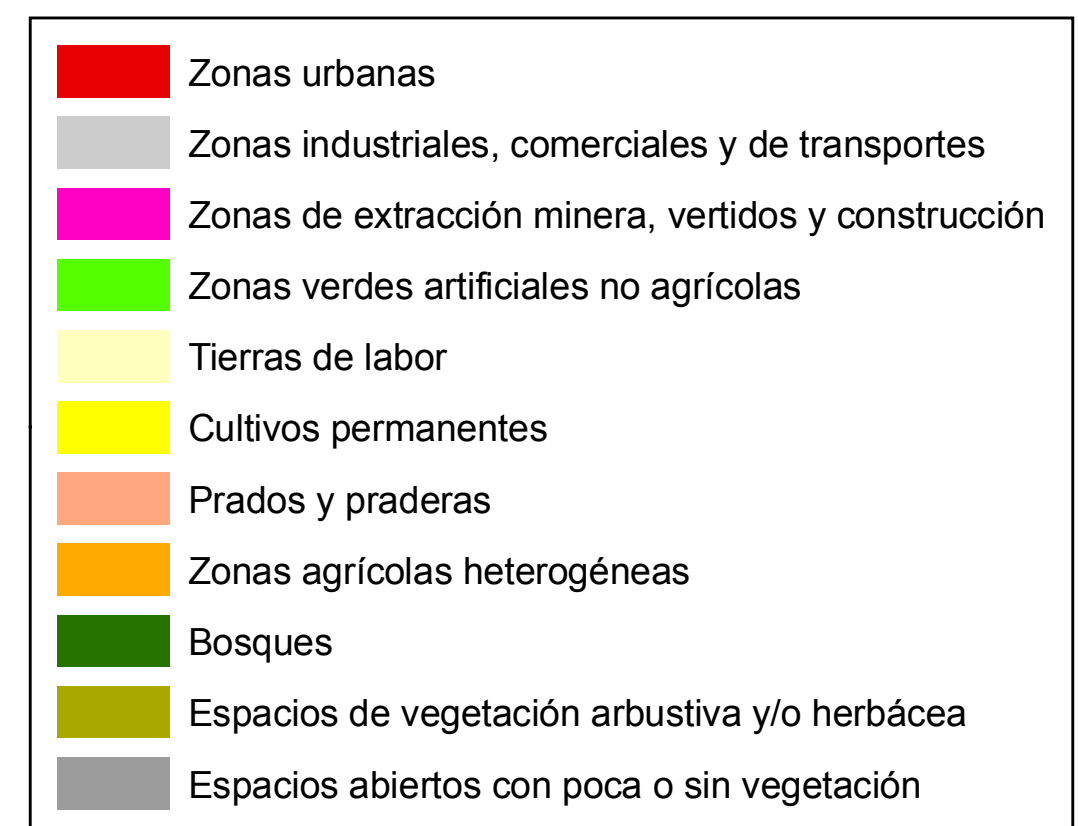 Zonas urbanas
Zonas industriales, comerciales y de transportes
Zonas de extracción minera, vertidos y construcción
Zonas verdes artificiales no agrícolas
Tierras de labor
Cultivos permanentes
Prados y praderas
Zonas agrícolas heterogéneas
Bosques
Espacios de vegetación arbustiva y/o herbácea
Espacios abiertos con poca o sin vegetación